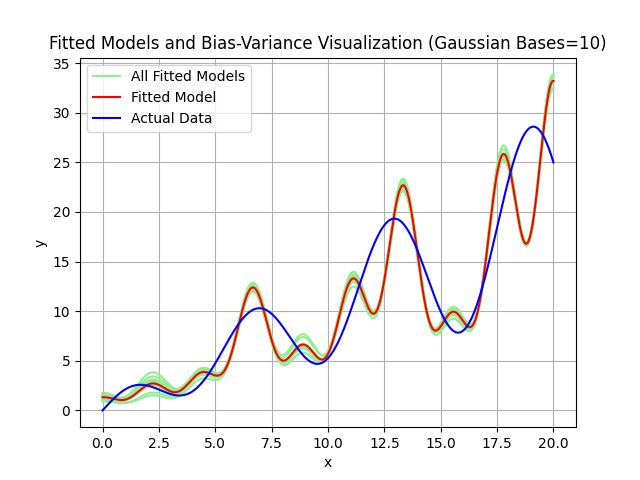 Fitted Models and Bias-Variance Visualization (Gaussian Bases=10)
All Fitted Models
Fitted Model
Actual Data
35
30
25
20
15
10
5
0
y
0.0 2.5 5.0 7.5 10.0 12.5 15.0 17.5 20.0
x